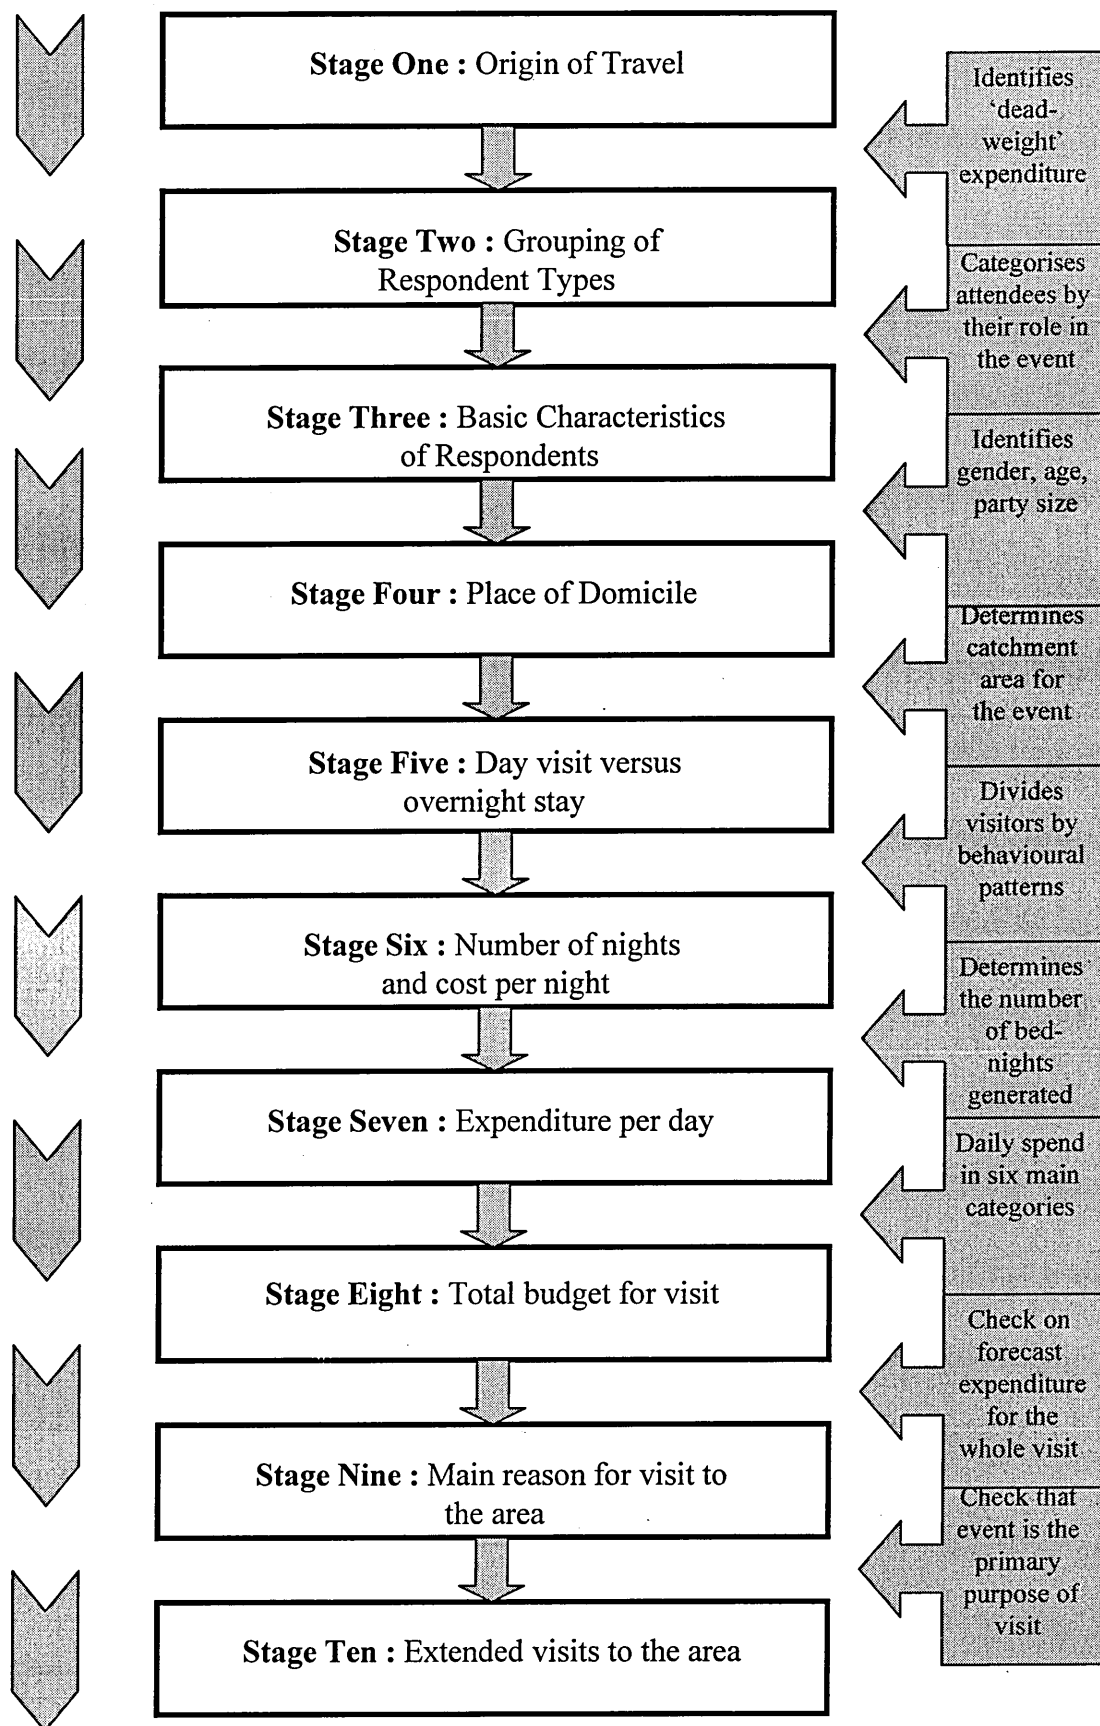 Stage One : Origin of Travel
Identifies
‘dead-
weight’
expenditure
Stage Two : Grouping of
Respondent Types
Categorises
attendees by
their role in
the event
Stage Three : Basic Characteristics
of Respondents
Identifies
gender, age,
party size
Stage Four : Place of Domicile
Determines
catchment
area for
the event
Stage Five : Day visit versus
overnight stay
Divides
visitors by
behavioural
patterns
Stage Six : Number of nights
and cost per night
Determines
the number
of bed-
nights
generated
Stage Seven : Expenditure per day
Daily spend
in six main
categories
Stage Eight : Total budget for visit
Check on
forecast
expenditure
for the
whole visit
Stage Nine : Main reason for visit to
the area
Check that
event is the
primary
purpose of
visit
Stage Ten : Extended visits to the area